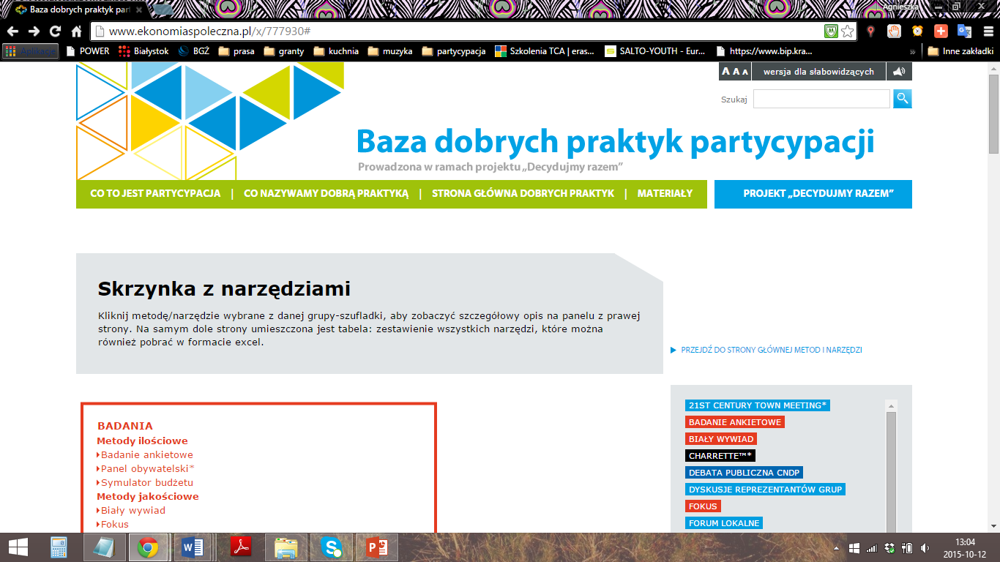 Baza dobrych praktyk par
Agnieszka
www.ekonomiaspoleczna.pl/x/777930#
Aplikacje POWER Białystok BGŻ prasa granty kuchnia muzyka partycypacja Szkolenia TCA | eras... SALTO-YOUTH - Eur... https://www.bip.kra... » Inne zakładki
A A A wersja dla słabowidzących
Szukaj
Baza dobrych praktyk partycypacji
Prowadzona w ramach projektu „Decydujmy razem”
CO TO JEST PARTYCYPACJA | CO NAZYWAMY DOBRĄ PRAKTYKĄ | STRONA GŁÓWNA DOBRYCH PRAKTYK | MATERIAŁY
PROJEKT „DECYDUJMY RAZEM”
Skrzynka z narzędziami
Kliknij metodę/narzędzie wybrane z danej grupy-szufladki, aby zobaczyć szczegółowy opis na panelu z prawej
strony. Na samym dole strony umieszczona jest tabela: zestawienie wszystkich narzędzi, które można
również pobrać w formacie excel.
PRZEJDŹ DO STRONY GŁÓWNEJ METOD I NARZĘDZI
BADANIA
Metody ilościowe
Badanie ankietowe
Panel obywatelski*
Symulator budżetu
Metody jakościowe
Biały wywiad
Fokus
21ST CENTURY TOWN MEETING*
BADANIE ANKIETOWE
BIAŁY WYWIAD
CHARRETTE™*
DEBATA PUBLICZNA CNDP
DYSKUSJE REPREZENTANTÓW GRUP
FOKUS
FORUM LOKALNE
13:04
2015-10-12